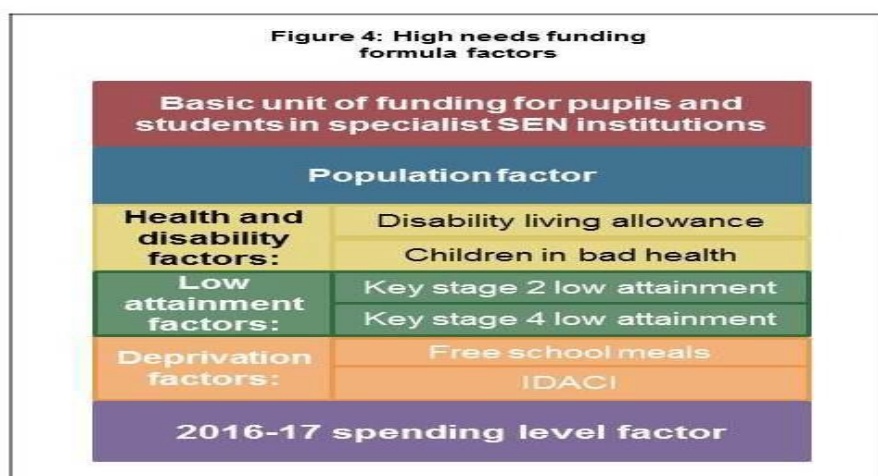 Figure 4: High needs funding
formula factors
Basic unit of funding for pupils and
students in specialist SEN institutions
Population factor
Health and
disability
factors:
Disability living allowance
Children in bad health
Low
attainment
factors:
Key stage 2 low attainment
Key stage 4 low attainment
Deprivation
factors:
Free school meals
IDACI
2016-17 spending level factor